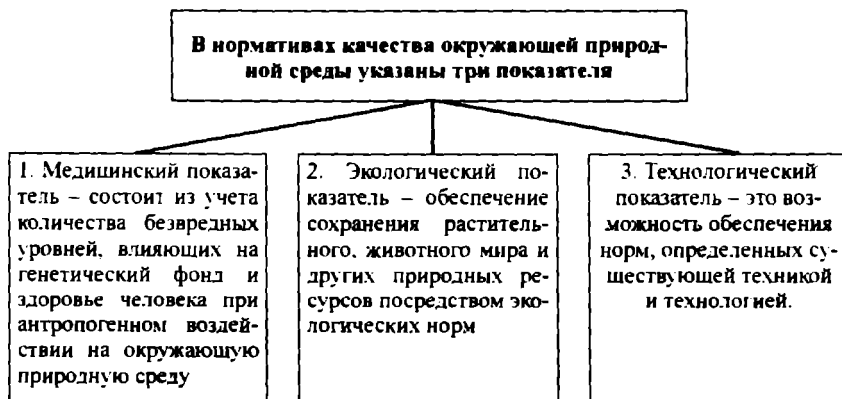 В нормативах качества окружающей природ-
ной среды указаны три показателя
1. Медицинский показа-
тель – состоит из учета
количества безвредных
уровней, влияющих на
генетический фонд и
здоровье человека при
антропогенном воздей-
ствии на окружающую
природную среду
2. Экологический по-
казатель – обеспечение
сохранения раститель-
ного, животного мира и
других природных ре-
сурсов посредством эко-
логических норм
3. Технологический
показатель – это воз-
можность обеспечения
норм, определенных су-
ществующей техникой
и технологией.